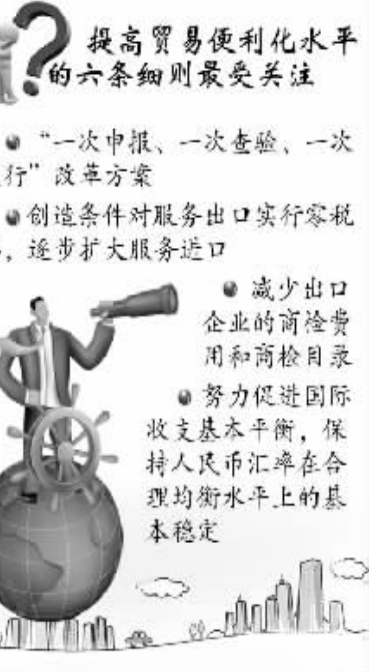 提高贸易便利化水平
的六条细则最受关注
“一次申报、一次查验、一次
行”改革方案
创造条件对服务出口实行零税
，逐步扩大服务进口
减少出口
企业的商检费
用和商检目录
努力促进国际
收支基本平衡，保
持人民币汇率在合
理均衡水平上的基
本稳定